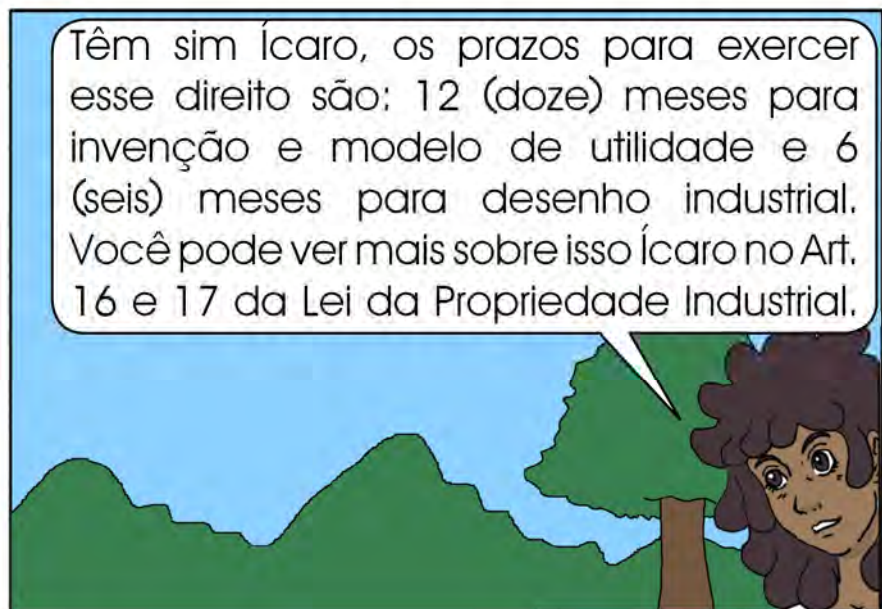 Têm sim Ícaro, os prazos para exercer
esse direito são: 12 (doze) meses para
invenção e modelo de utilidade e 6
(seis) meses para desenho industrial.
Você pode ver mais sobre isso Ícaro no Art.
16 e 17 da Lei da Propriedade Industrial.